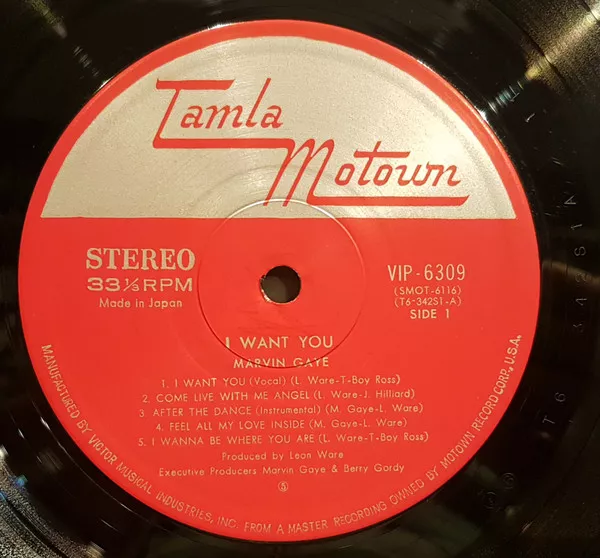 Tamla
Motown
STEREO
33 1/3 RPM
Made in Japan
VIP-6309
(SMOT-6116)
(T6-342S1-A)
SIDE 1
I WANT YOU
MARVIN GAYE
1. I WANT YOU (Vocal) (L. Ware-T-Boy Ross)
2. COME LIVE WITH ME ANGEL (L. Ware-J. Hilliard)
3. AFTER THE DANCE (Instrumental) (M. Gaye-L. Ware)
4. FEEL ALL MY LOVE INSIDE (M. Gaye-L. Ware)
5. I WANNA BE WHERE YOU ARE (L. Ware-T-Boy Ross)
Produced by Leon Ware
Executive Producers Marvin Gaye & Berry Gordy
MANUFACTURED BY VICTOR MUSICAL INDUSTRIES, INC. FROM A MASTER RECORDING OWNED BY MOTOWN RECORD CORP., U.S.A.